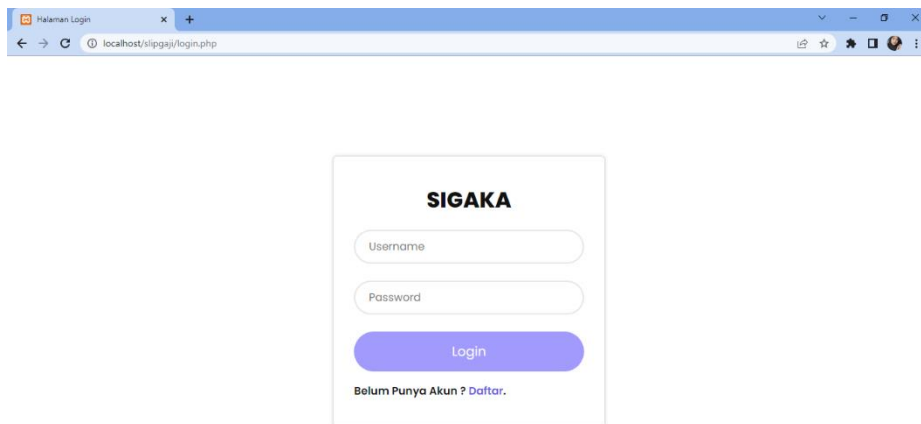 Halaman Login
localhost/slipgaji/login.php
SIGAKA
Username
Password
Login
Belum Punya Akun ? Daftar.